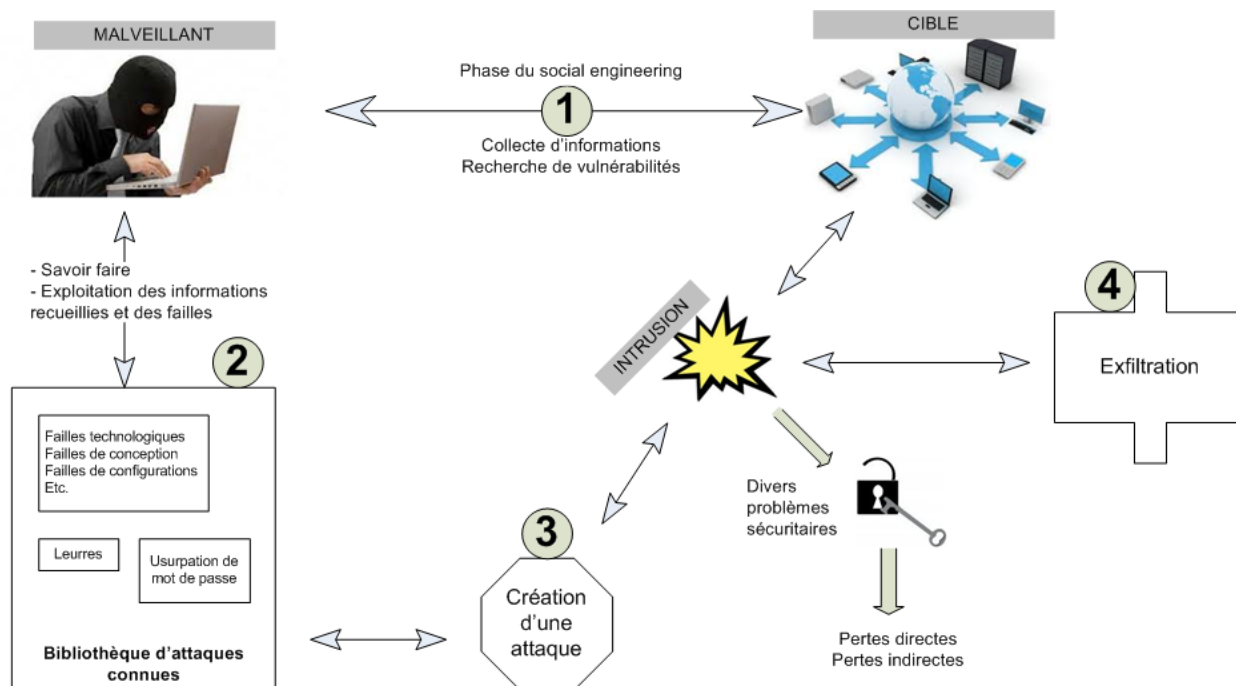 MALVEILLANT
CIBLE
Phase du social engineering
1
Collecte d'informations
Recherche de vulnérabilités
- Savoir faire
- Exploitation des informations
recueillies et des failles
2
Failles technologiques
Failles de conception
Failles de configurations
Etc.
Leurres
Usurpation de
mot de passe
Bibliothèque d'attaques
connues
3
Création
d'une
attaque
INTRUSION
4
Exfiltration
Divers
problèmes
sécuritaires
Pertes directes
Pertes indirectes